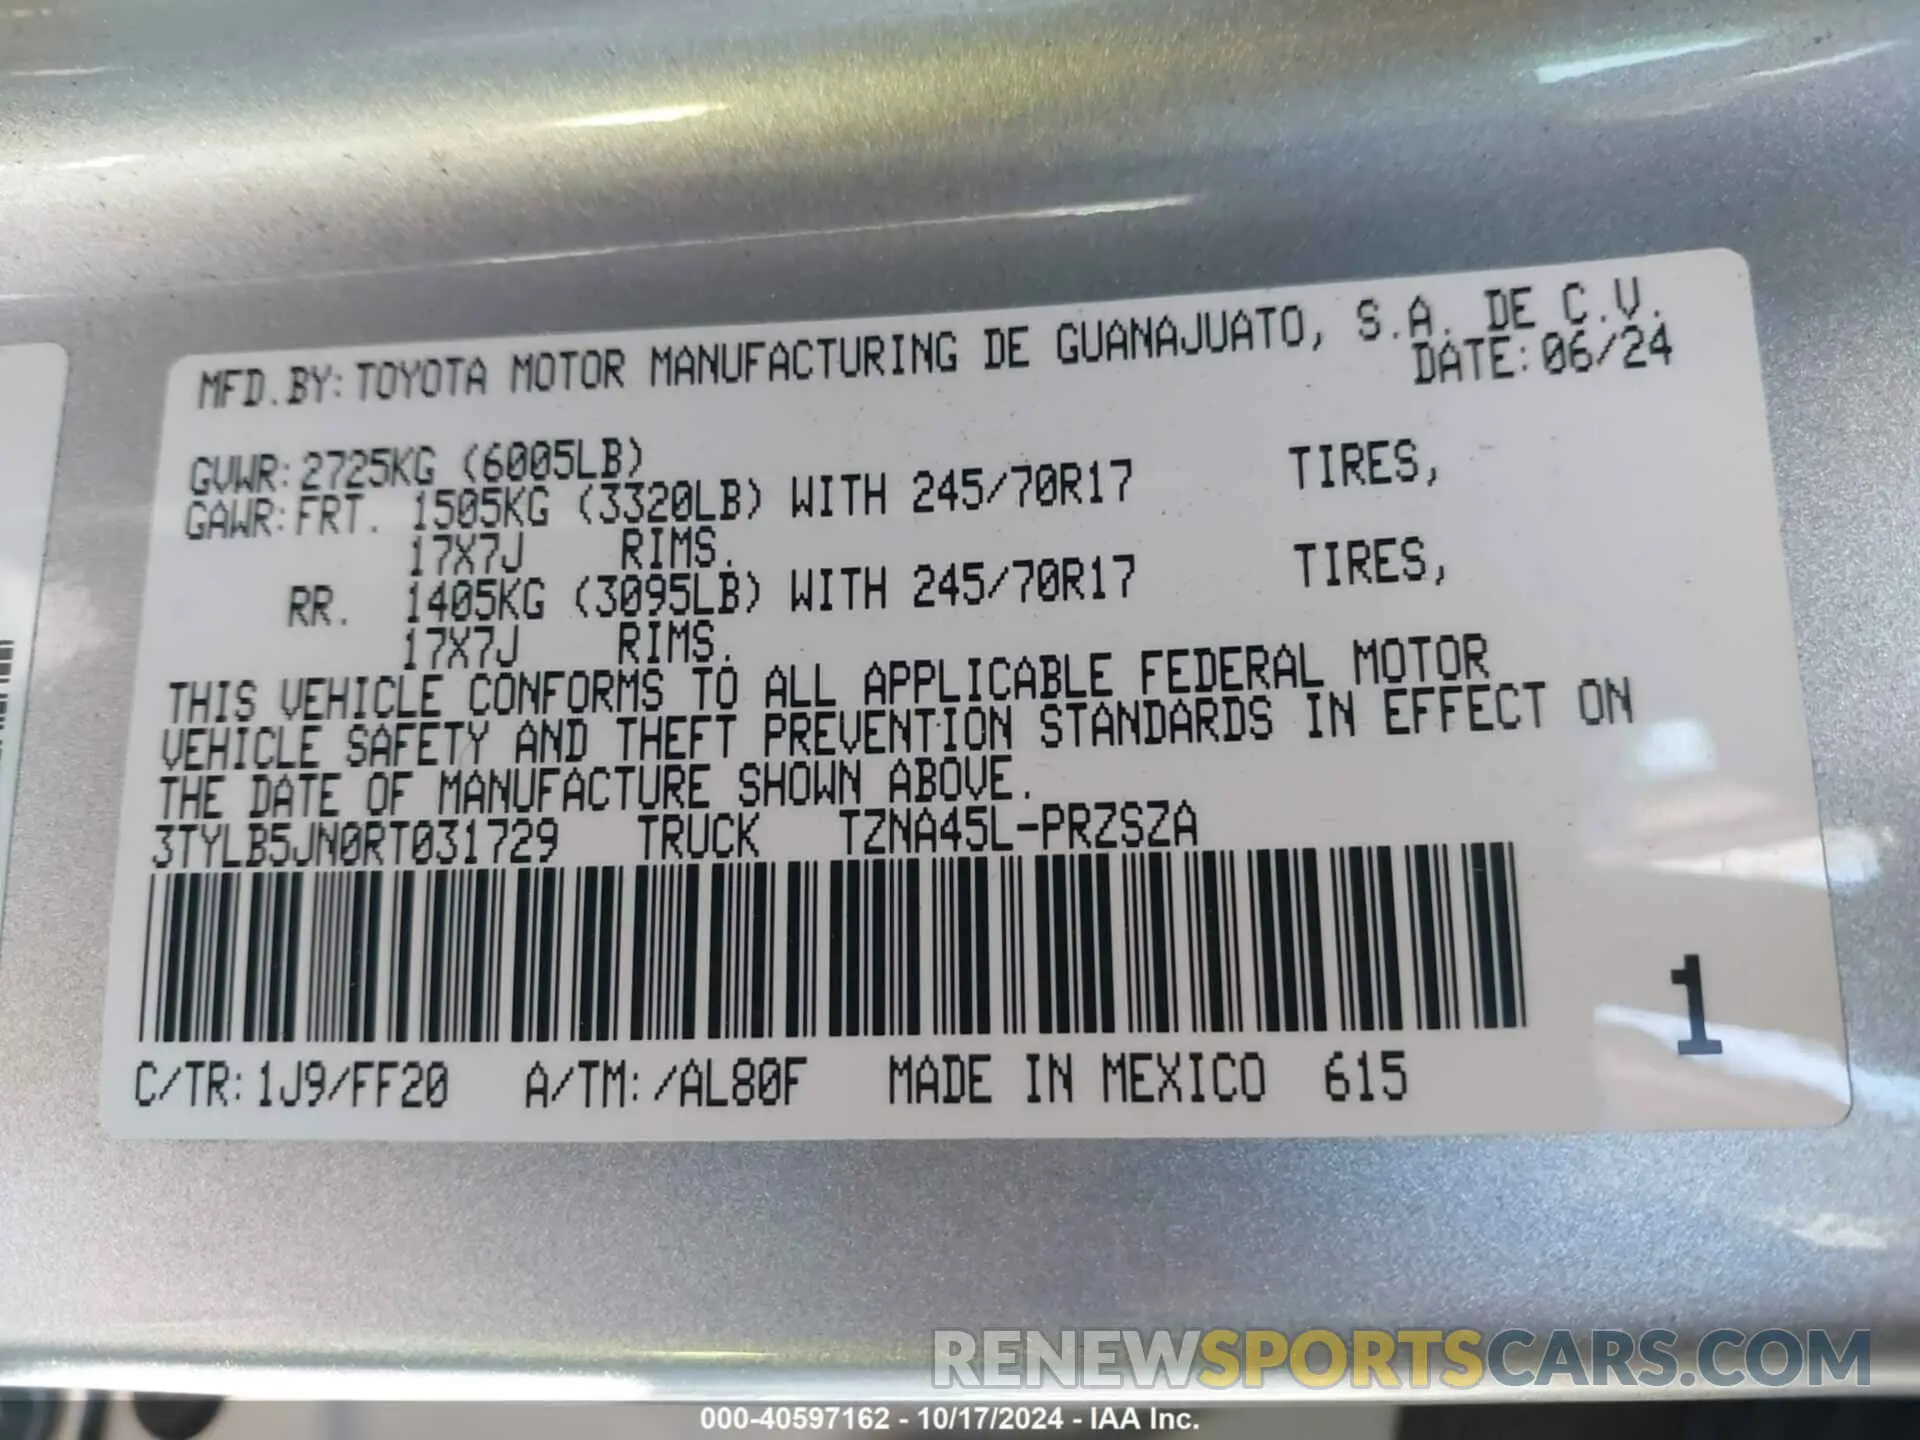 MFD.BY:TOYOTA MOTOR MANUFACTURING DE GUANAJUATO, S.A. DE C.V.
DATE:06/24
GVWR:2725KG (6005LB)
GAWR:FRT. 1505KG (3320LB) WITH 245/70R17 TIRES,
17X7J RIMS.
RR. 1405KG (3095LB) WITH 245/70R17 TIRES,
17X7J RIMS.
THIS VEHICLE CONFORMS TO ALL APPLICABLE FEDERAL MOTOR
VEHICLE SAFETY AND THEFT PREVENTION STANDARDS IN EFFECT ON
THE DATE OF MANUFACTURE SHOWN ABOVE.
3TYLB5JN0RT031729 TRUCK TZNA45L-PRZSZA
1
C/TR:1J9/FF20 A/TM:/AL80F MADE IN MEXICO 615
RENEWSPORTSCARS.COM
000-40597162 - 10/17/2024 - IAA Inc.